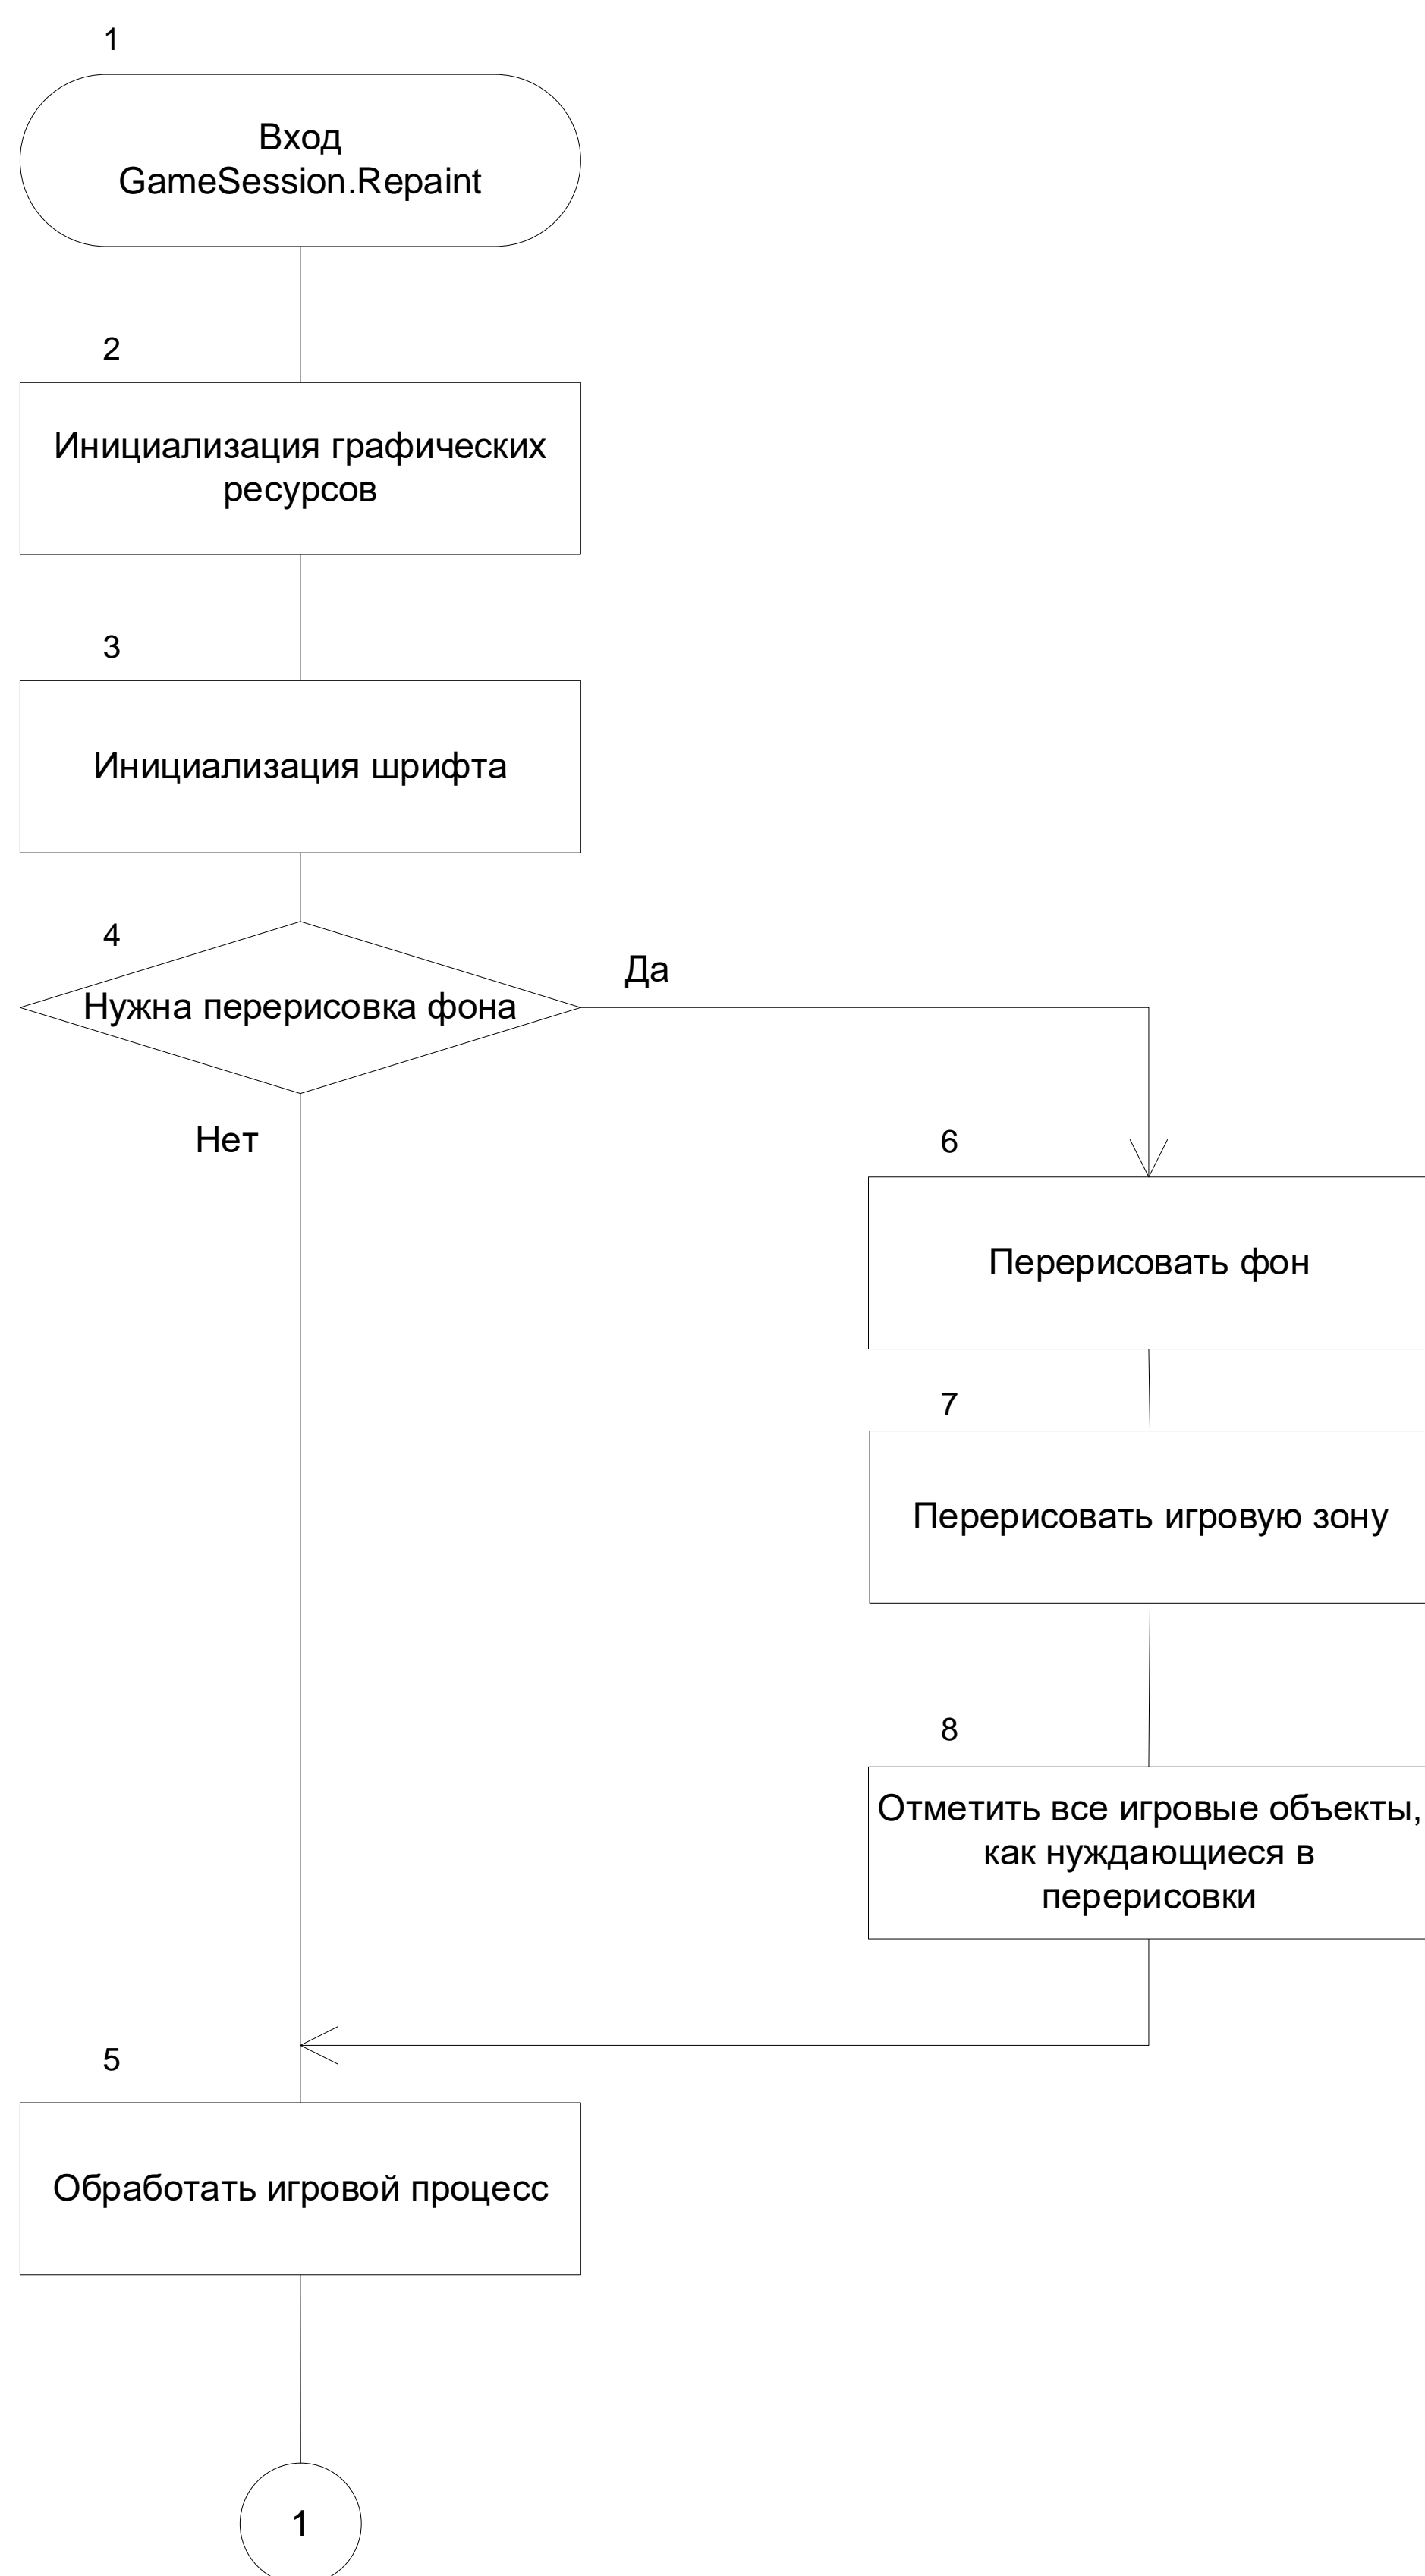 1
Вход
GameSession.Repaint
2
Инициализация графических
ресурсов
3
Инициализация шрифта
4
Нужна перерисовка фона
Да
Нет
6
Перерисовать фон
7
Перерисовать игровую зону
8
Отметить все игровые объекты,
как нуждающиеся в
перерисовки
5
Обработать игровой процесс
1